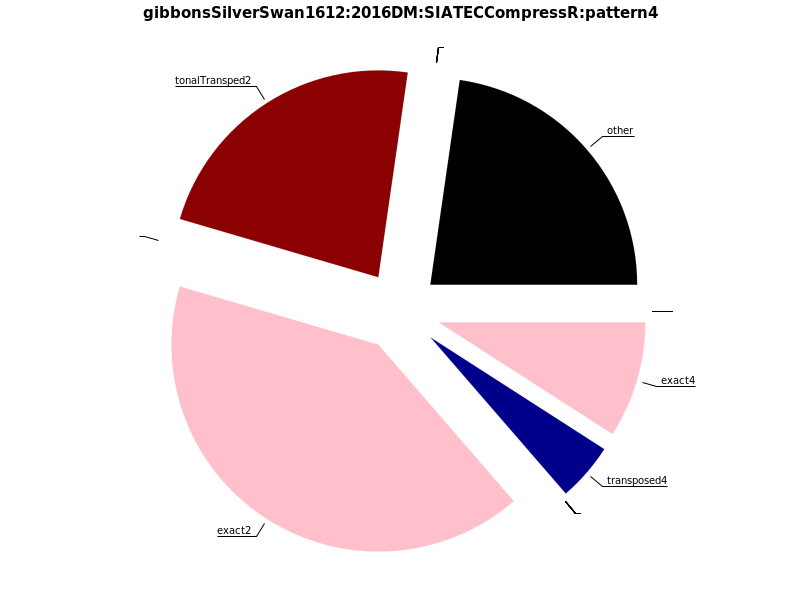 gibbonsSilverSwan1612:2016DM:SIATECCompressR:pattern4
tonalTransped2
other
exact4
transposed4
exact2